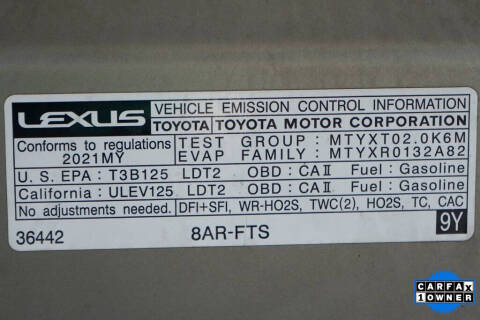 LEXUS
VEHICLE EMISSION CONTROL INFORMATION
TOYOTA TOYOTA MOTOR CORPORATION
Conforms to regulations
2021MY
TEST GROUP : MTYXT02.0K6M
EVAP FAMILY : MTYXR0132A82
U.S. EPA : T3B125 LDT2 OBD : CAⅡ Fuel : Gasoline
California : ULEV125 LDT2 OBD : CAⅡ Fuel : Gasoline
No adjustments needed. DFI+SFI, WR-HO2S, TWC(2), HO2S, TC, CAC
36442 8AR-FTS 9Y
CARFAX
1 OWNER